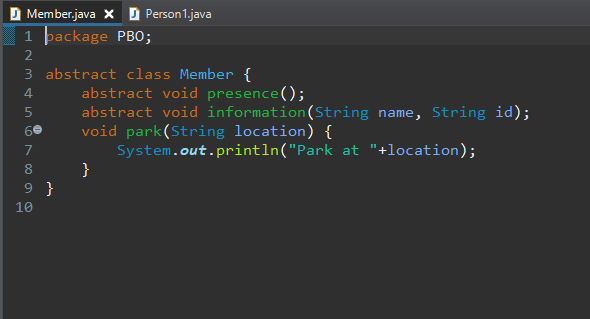 Member.java
Person1.java
1 package PBO;
2
3 abstract class Member {
4     abstract void presence();
5     abstract void information(String name, String id);
6     void park(String location) {
7         System.out.println("Park at "+location);
8     }
9 }
10